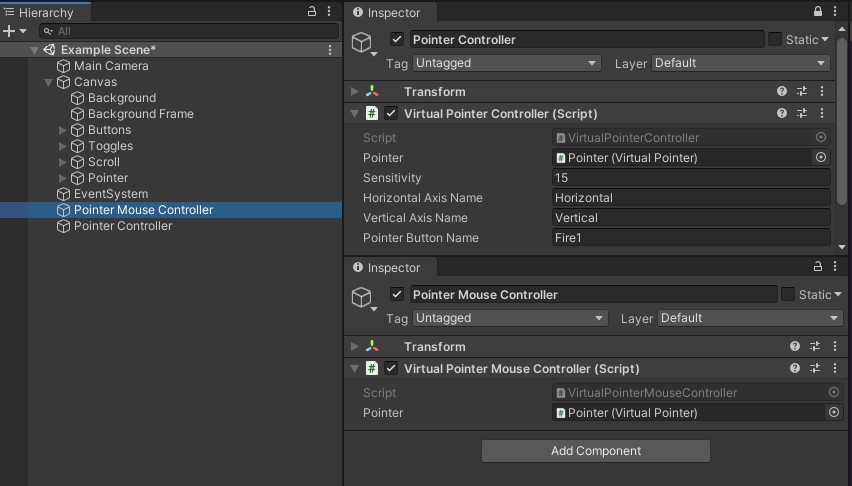 Hierarchy
All
Example Scene*
Main Camera
Canvas
Background
Background Frame
Buttons
Toggles
Scroll
Pointer
EventSystem
Pointer Mouse Controller
Pointer Controller
Inspector
Pointer Controller
Static
Tag Untagged Layer Default
Transform
# Virtual Pointer Controller (Script)
Script # VirtualPointerController
Pointer # Pointer (Virtual Pointer)
Sensitivity 15
Horizontal Axis Name Horizontal
Vertical Axis Name Vertical
Pointer Button Name Fire1
Inspector
Pointer Mouse Controller
Static
Tag Untagged Layer Default
Transform
# Virtual Pointer Mouse Controller (Script)
Script # VirtualPointerMouseController
Pointer # Pointer (Virtual Pointer)
Add Component